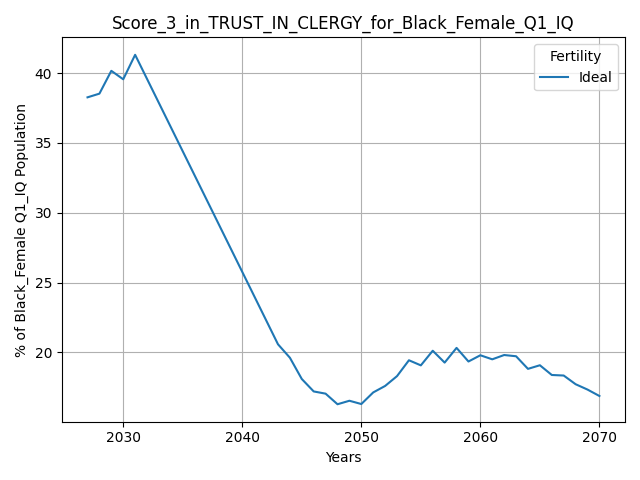 Score_3_in_TRUST_IN_CLERGY_for_Black_Female_Q1_IQ
Fertility
Ideal
% of Black_Female Q1_IQ Population
40
35
30
25
20
2030 2040 2050 2060 2070
Years